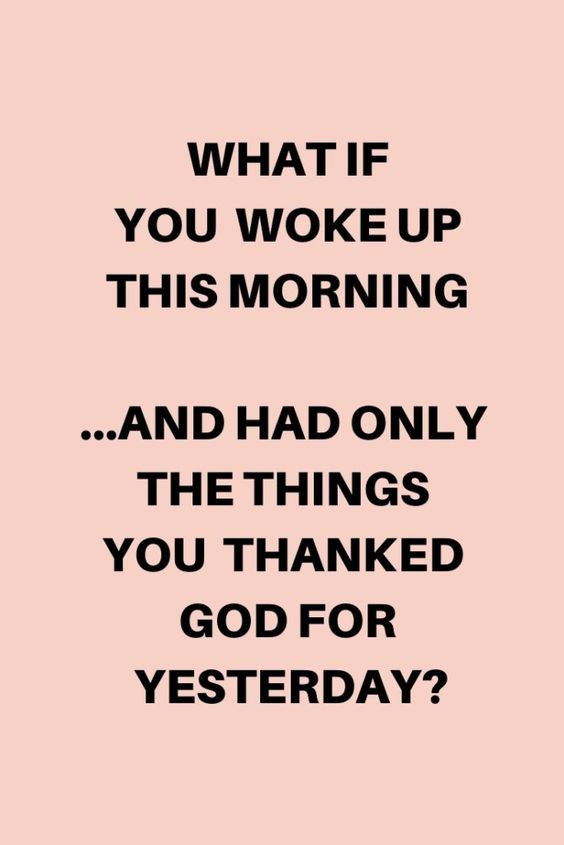 WHAT IF
YOU WOKE UP
THIS MORNING
...AND HAD ONLY
THE THINGS
YOU THANKED
GOD FOR
YESTERDAY?